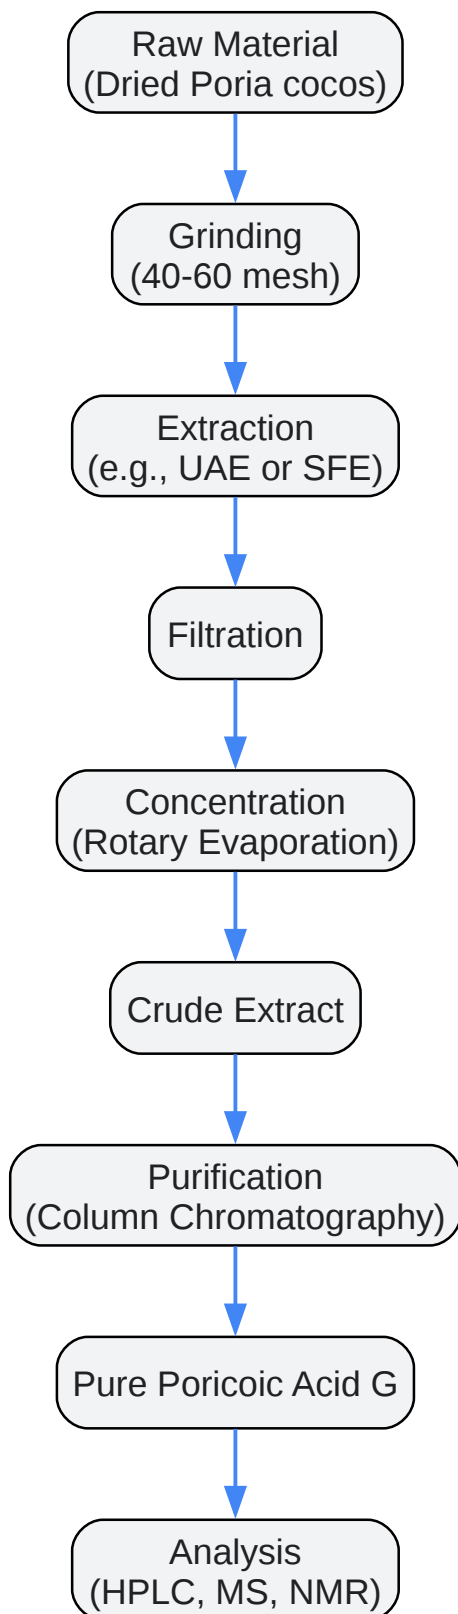 Raw Material
(Dried Poria cocos)
Grinding
(40-60 mesh)
Extraction
(e.g., UAE or SFE)
Filtration
Concentration
(Rotary Evaporation)
Crude Extract
Purification
(Column Chromatography)
Pure Poricoic Acid G
Analysis
(HPLC, MS, NMR)